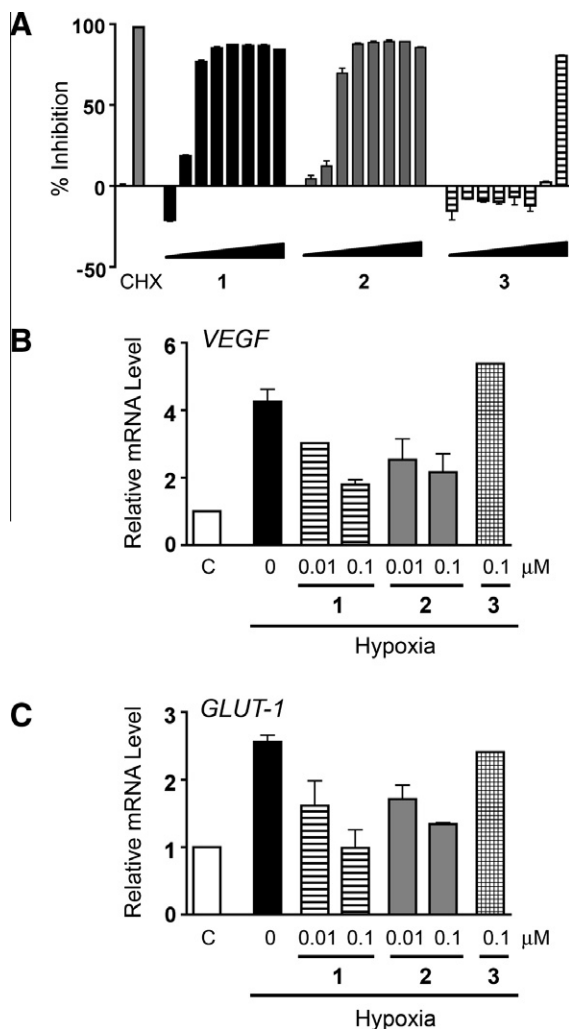 A
% Inhibition
100
50
0
-50
CHX 1 2 3
B
VEGF
Relative mRNA Level
6
4
2
0
C 0 0.01 0.1 0.01 0.1 0.1 μM
1 2 3
Hypoxia
C
GLUT-1
Relative mRNA Level
3
2
1
0
C 0 0.01 0.1 0.01 0.1 0.1 μM
1 2 3
Hypoxia